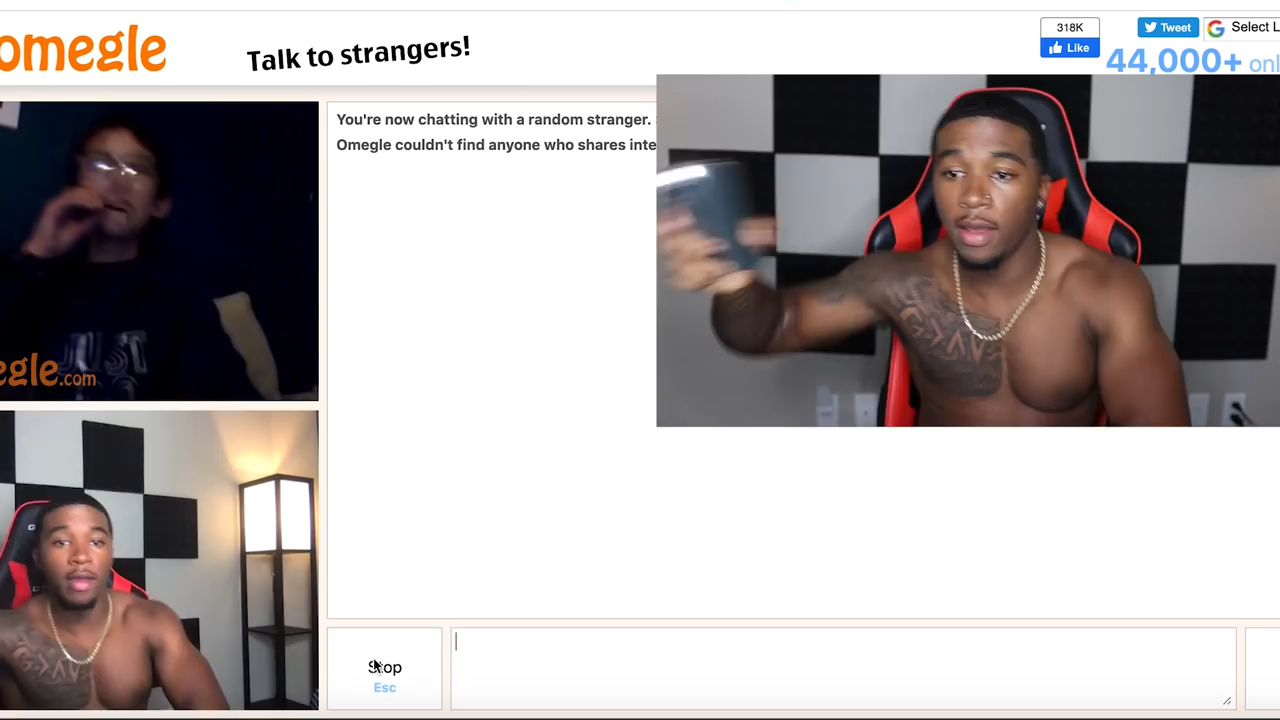 omegle
Talk to strangers!
318K
Like
Tweet
Select L
44,000+ onl
You're now chatting with a random stranger.
Omegle couldn't find anyone who shares inte
JUST
egle.com
Stop
Esc